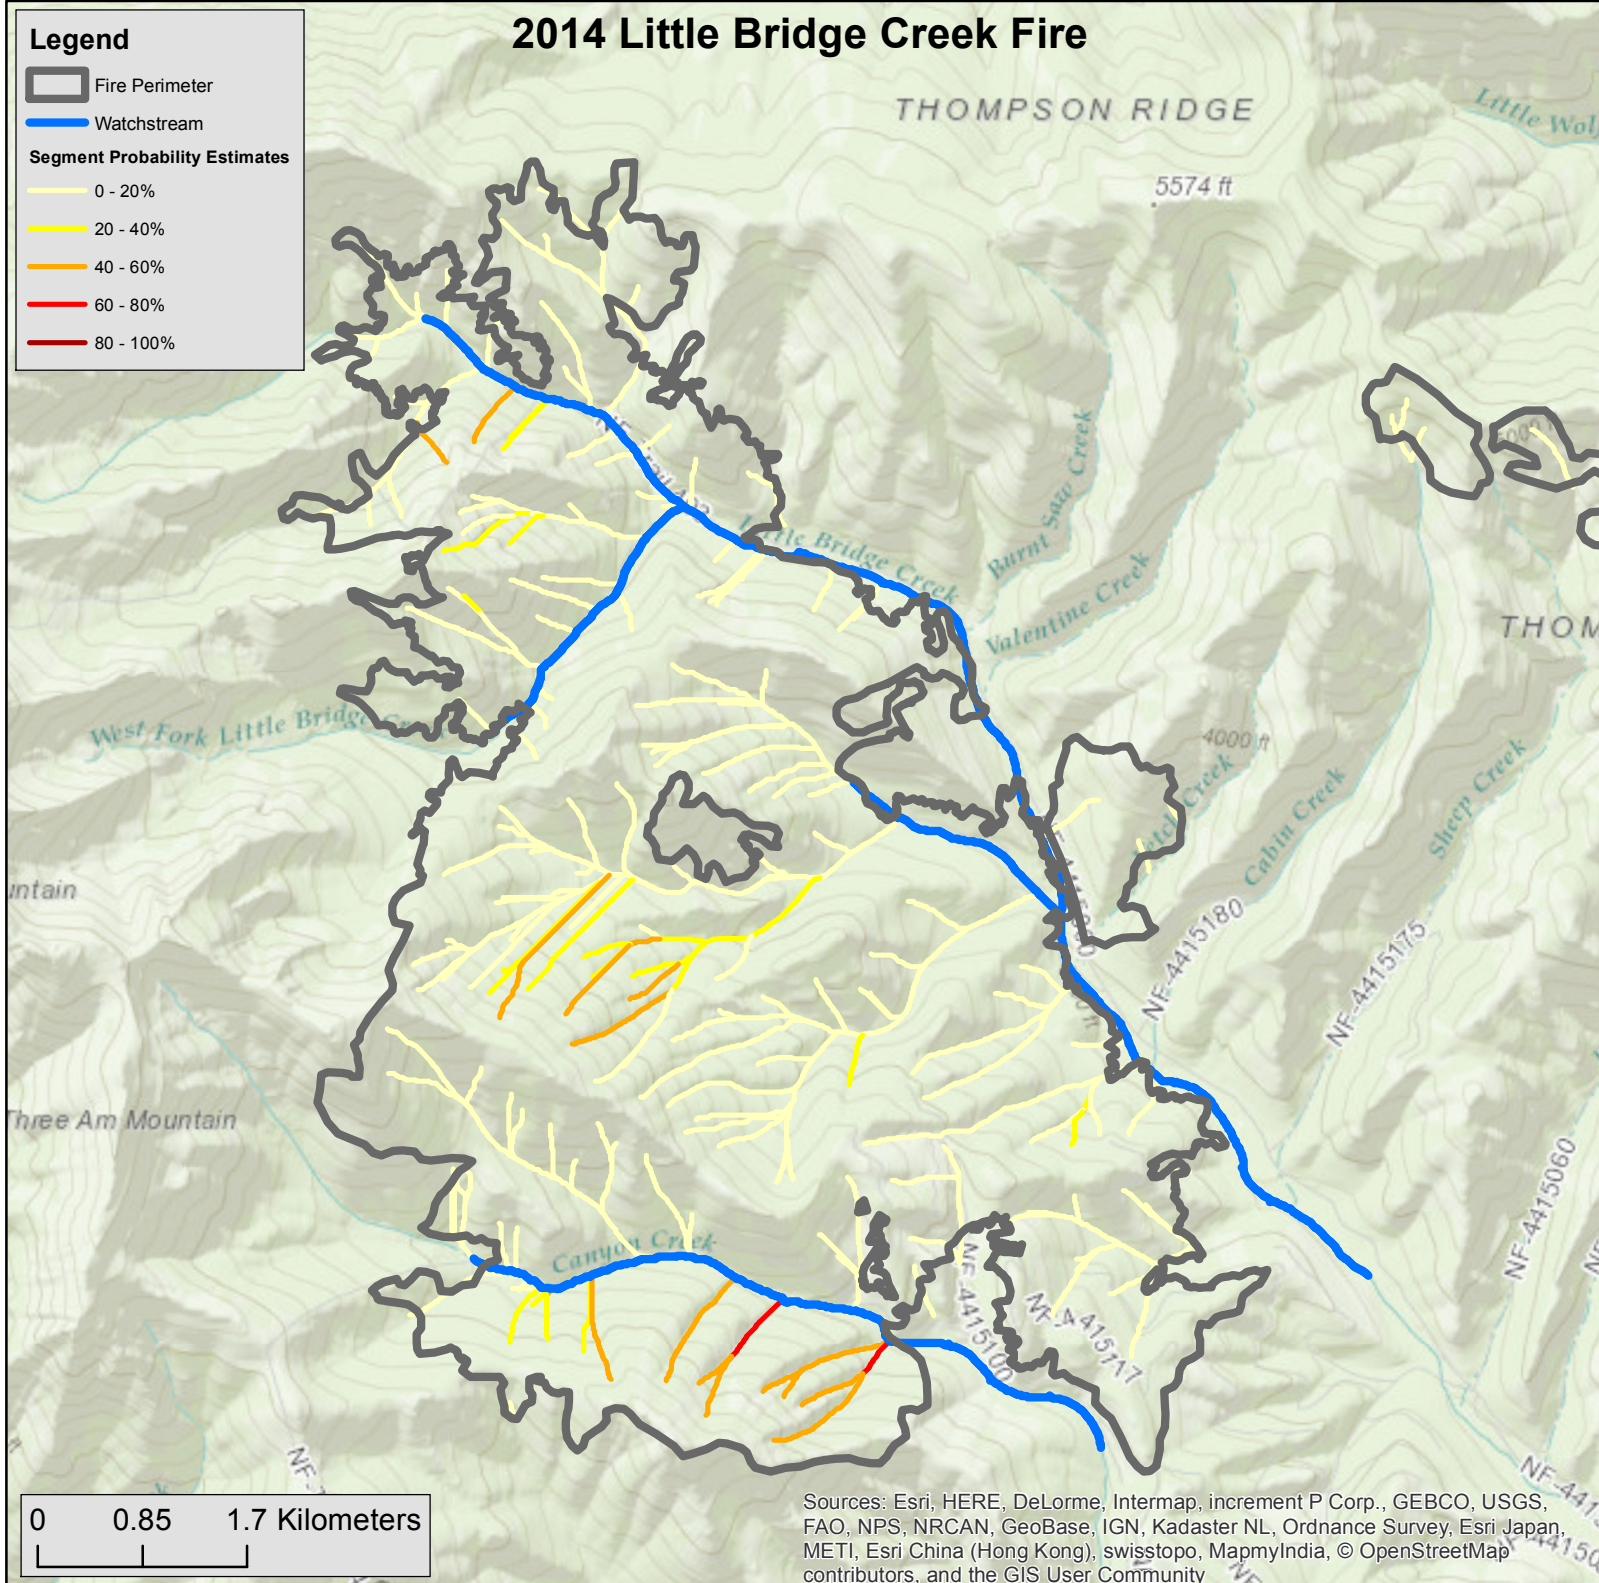 2014 Little Bridge Creek Fire
Legend
Fire Perimeter
Watchstream
Segment Probability Estimates
0 - 20%
20 - 40%
40 - 60%
60 - 80%
80 - 100%
THOMPSON RIDGE
Little Wolf
5574 ft
Little Bridge Creek
Burnt Saw Creek
Valentine Creek
THOM
West Fork Little Bridge
4000 ft
Creek
Cabin Creek
Sheep Creek
untain
NF-4415180
NF-4415175
Three Am Mountain
NF-4415060
Canyon Creek
NF-4415100
NF-4415717
0 0.85 1.7 Kilometers
Sources: Esri, HERE, DeLorme, Intermap, increment P Corp., GEBCO, USGS,
FAO, NPS, NRCAN, GeoBase, IGN, Kadaster NL, Ordnance Survey, Esri Japan,
METI, Esri China (Hong Kong), swisstopo, MapmyIndia, © OpenStreetMap
contributors, and the GIS User Community